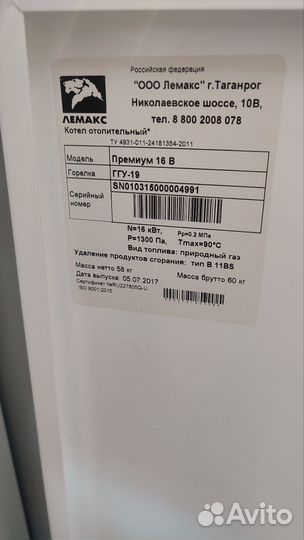 Российская федерация
"ООО Лемакс" г.Таганрог
Николаевское шоссе, 10В,
тел. 8 800 2008 078
ЛЕМАКС
Котел отопительный*
ТУ 4931-011-24181354-2011
Модель Премиум 16 В
Горелка ГГУ-19
Серийный номер SN010315000004991
N=16 кВт, Pp=0.2 МПа
P=1300 Па, Tmax=90°C
Вид топлива: природный газ
Удаление продуктов сгорания: тип В 11BS
Масса нетто 58 кг Масса брутто 60 кг
Дата выпуска: 05.07.2017
ISO 9001:2015
Avito